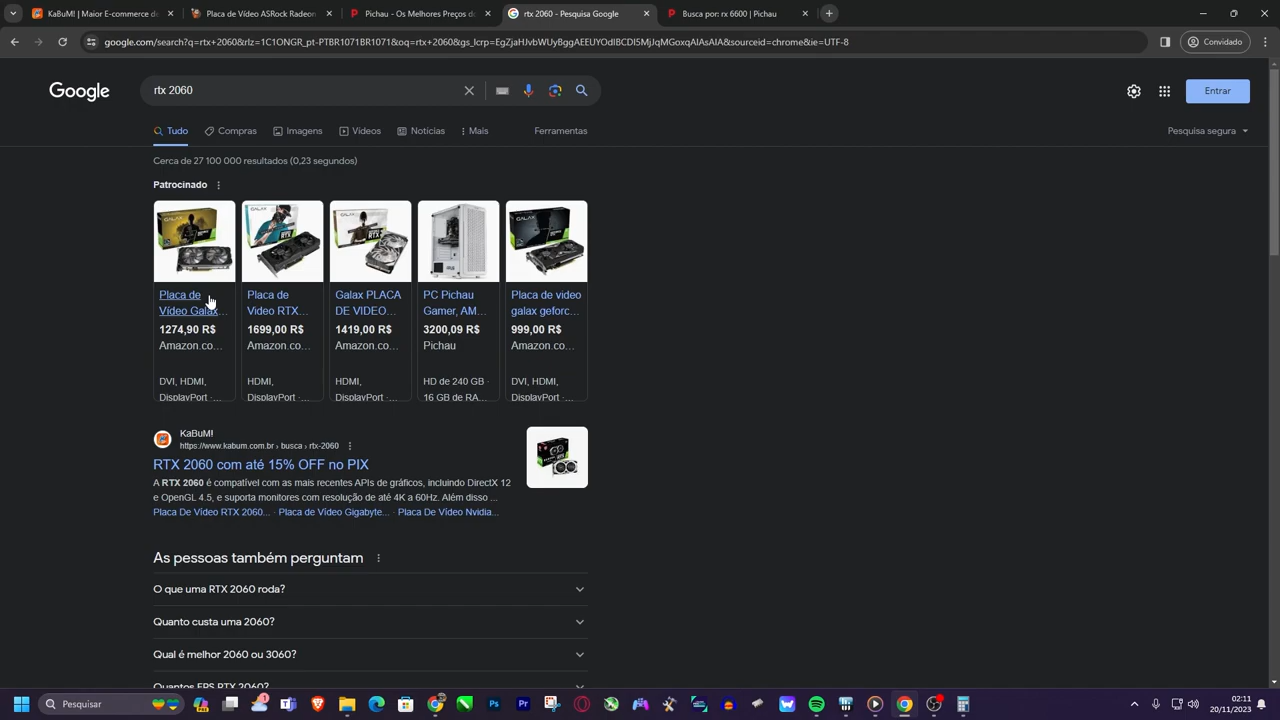 KaBuM! | Maior E-commerce de
Placa de Vídeo ASRock Radeon
Pichau - Os Melhores Preços do
rtx 2060 - Pesquisa Google
Busca por: rx 6600 | Pichau
google.com/search?q=rtx+2060&rlz=1C1ONGR_pt-PTBR1071BR1071&oq=rtx+2060&gs_lcrp=EgZjaHJvbWUyBggAEEUYOdIBCDI5MjJqMGoxqAIAsAIA&sourceid=chrome&ie=UTF-8
Convidado
Google
rtx 2060
Entrar
Tudo
Compras
Imagens
Vídeos
Notícias
Mais
Ferramentas
Pesquisa segura
Cerca de 27 100 000 resultados (0,23 segundos)
Patrocinado
Placa de
Vídeo Galax...
1274,90 R$
Amazon.co...
DVI, HDMI,
DisplayPort ·...
Placa de
Video RTX...
1699,00 R$
Amazon.co...
HDMI,
DisplayPort ·...
Galax PLACA
DE VIDEO...
1419,00 R$
Amazon.co...
HDMI,
DisplayPort ·...
PC Pichau
Gamer, AM...
3200,09 R$
Pichau
HD de 240 GB ·
16 GB de RA...
Placa de video
galax geforc...
999,00 R$
Amazon.co...
DVI, HDMI,
DisplayPort ·...
KaBuM!
https://www.kabum.com.br › busca › rtx-2060
RTX 2060 com até 15% OFF no PIX
A RTX 2060 é compatível com as mais recentes APIs de gráficos, incluindo DirectX 12
e OpenGL 4.5, e suporta monitores com resolução de até 4K a 60Hz. Além disso ...
Placa De Vídeo RTX 2060... · Placa de Vídeo Gigabyte... · Placa De Vídeo Nvidia...
As pessoas também perguntam
O que uma RTX 2060 roda?
Quanto custa uma 2060?
Qual é melhor 2060 ou 3060?
Quantos FPS RTX 2060?
Pesquisar
02:11
20/11/2023